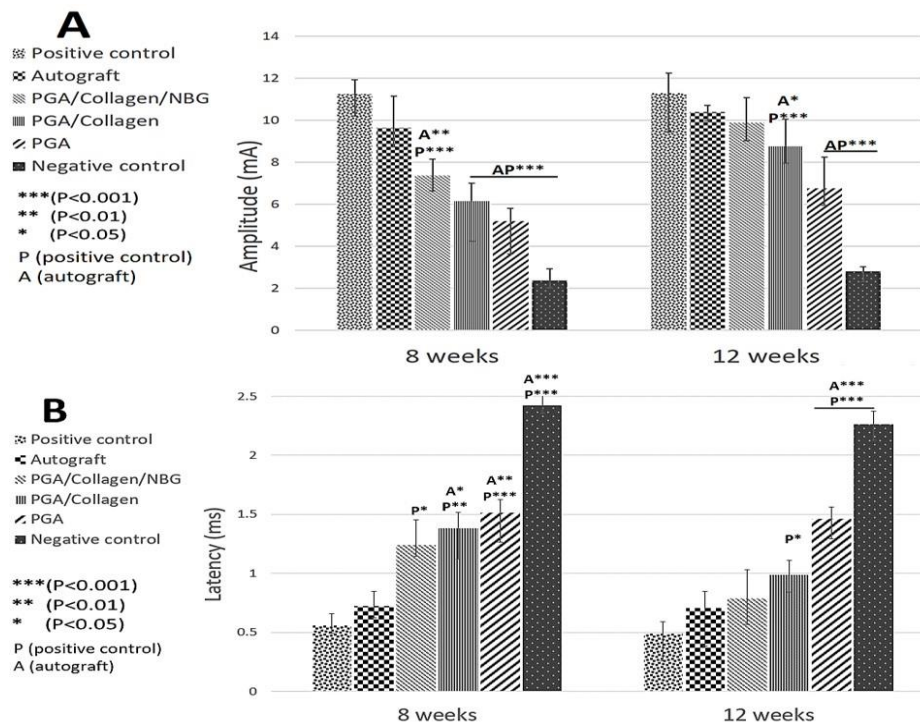 A
Positive control
Autograft
PGA/Collagen/NBG
PGA/Collagen
PGA
Negative control
***(P<0.001)
** (P<0.01)
* (P<0.05)
P (positive control)
A (autograft)
Amplitude (mA)
14
12
10
8
6
4
2
0
A**
P***
AP***
A*
P***
AP***
8 weeks
12 weeks
B
Positive control
Autograft
PGA/Collagen/NBG
PGA/Collagen
PGA
Negative control
***(P<0.001)
** (P<0.01)
* (P<0.05)
P (positive control)
A (autograft)
Latency (ms)
2.5
2
1.5
1
0.5
0
P*
A*
P**
A**
P***
A***
P***
P*
A***
P***
8 weeks
12 weeks